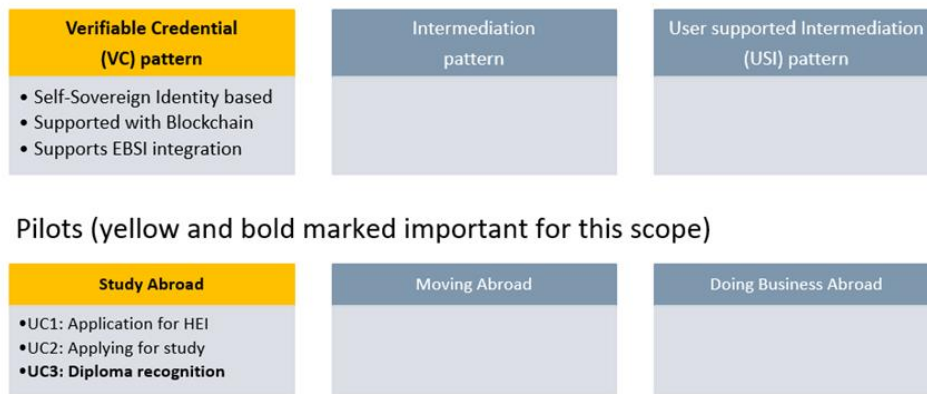 Verifiable Credential
(VC) pattern
• Self-Sovereign Identity based
• Supported with Blockchain
• Supports EBSI integration
Intermediation
pattern
User supported Intermediation
(USI) pattern
Pilots (yellow and bold marked important for this scope)
Study Abroad
•UC1: Application for HEI
•UC2: Applying for study
•UC3: Diploma recognition
Moving Abroad
Doing Business Abroad